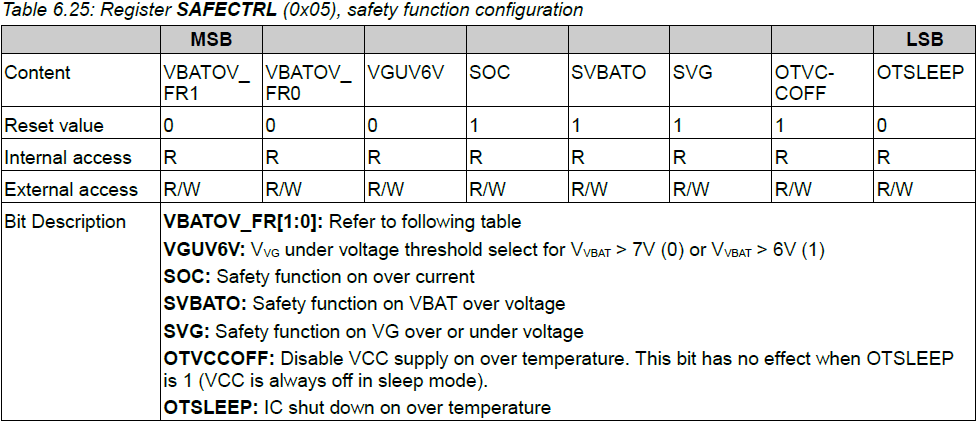 Table 6.25: Register SAFECTRL (0x05), safety function configuration
MSB LSB
Content VBATOV_ VBATOV_ VGUV6V SOC SVBATO SVG OTVC- OTSLEEP
FR1 FR0 COFF
Reset value 0 0 0 1 1 1 1 0
Internal access R R R R R R R R
External access R/W R/W R/W R/W R/W R/W R/W R/W
Bit Description VBATOV_FR[1:0]: Refer to following table
VGUV6V: VVG under voltage threshold select for VVBAT > 7V (0) or VVBAT > 6V (1)
SOC: Safety function on over current
SVBATO: Safety function on VBAT over voltage
SVG: Safety function on VG over or under voltage
OTVCCOFF: Disable VCC supply on over temperature. This bit has no effect when OTSLEEP
is 1 (VCC is always off in sleep mode).
OTSLEEP: IC shut down on over temperature